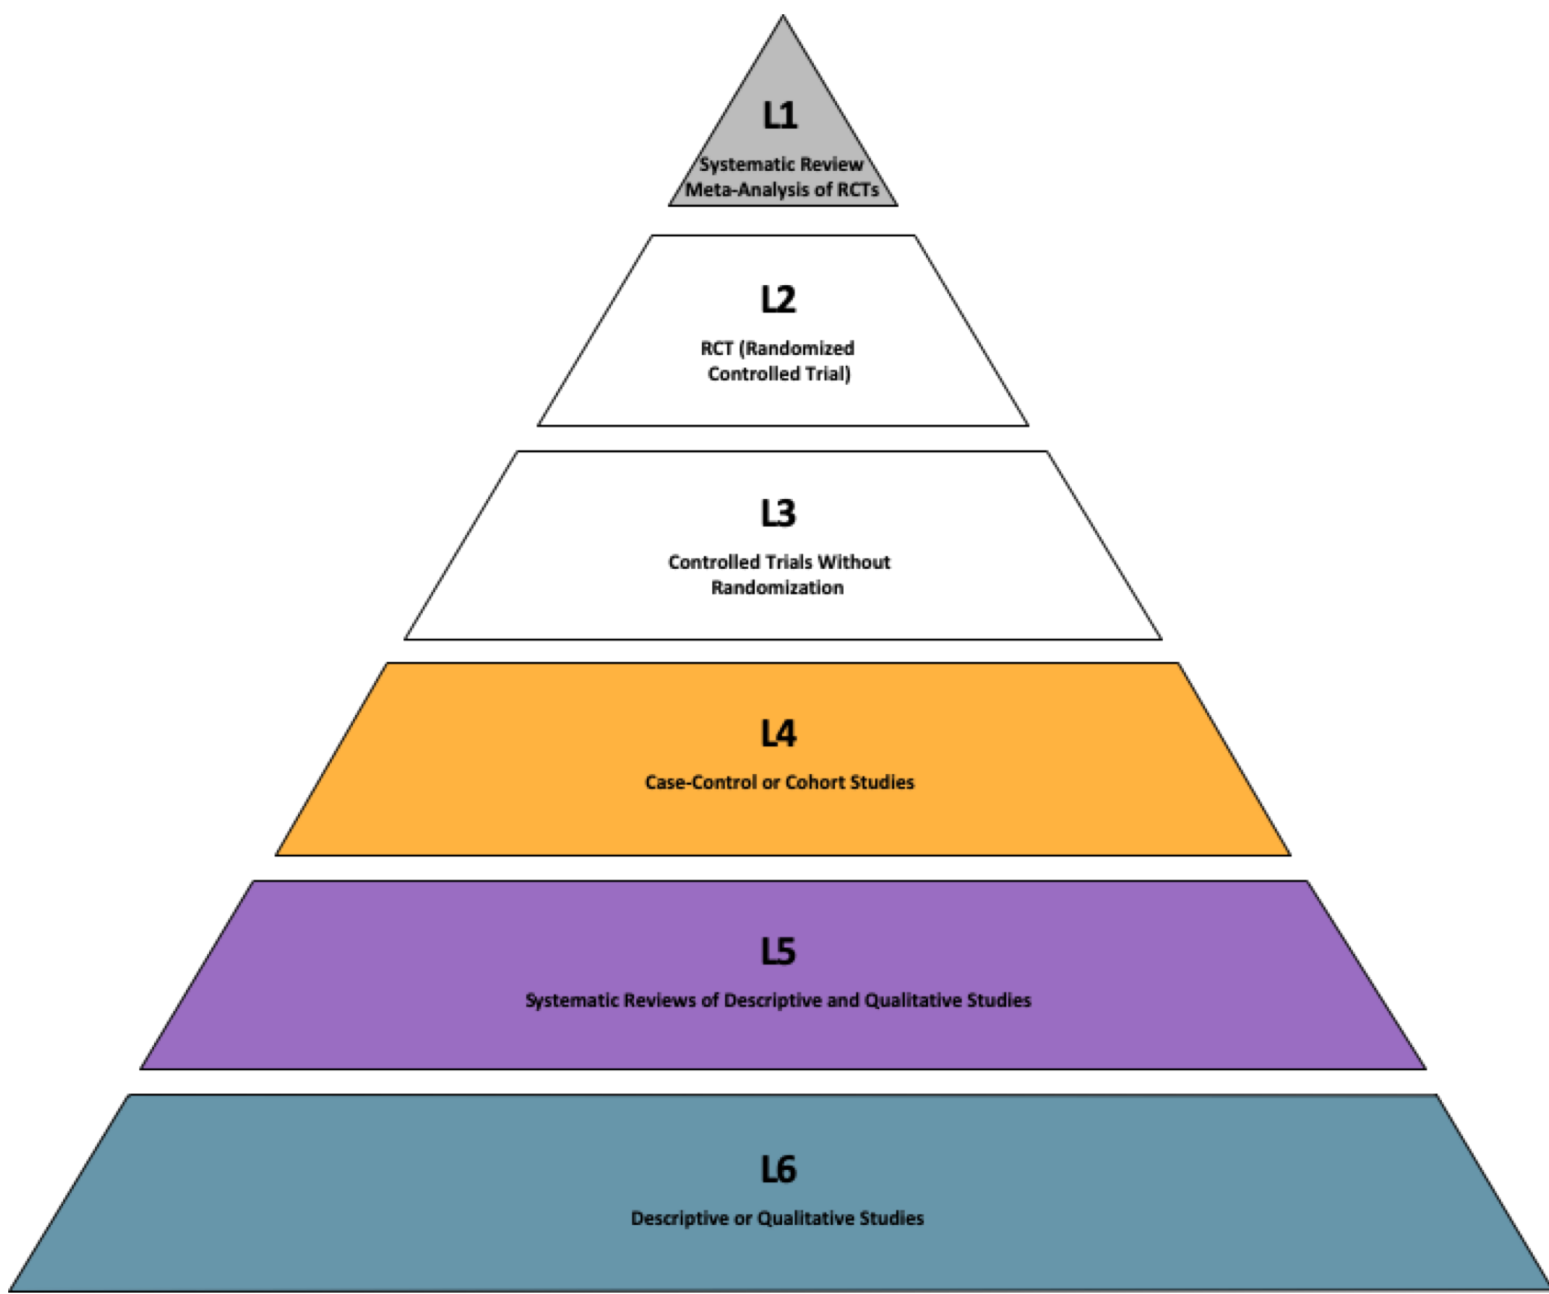 L1
Systematic Review
Meta-Analysis of RCTs
L2
RCT (Randomized
Controlled Trial)
L3
Controlled Trials Without
Randomization
L4
Case-Control or Cohort Studies
L5
Systematic Reviews of Descriptive and Qualitative Studies
L6
Descriptive or Qualitative Studies